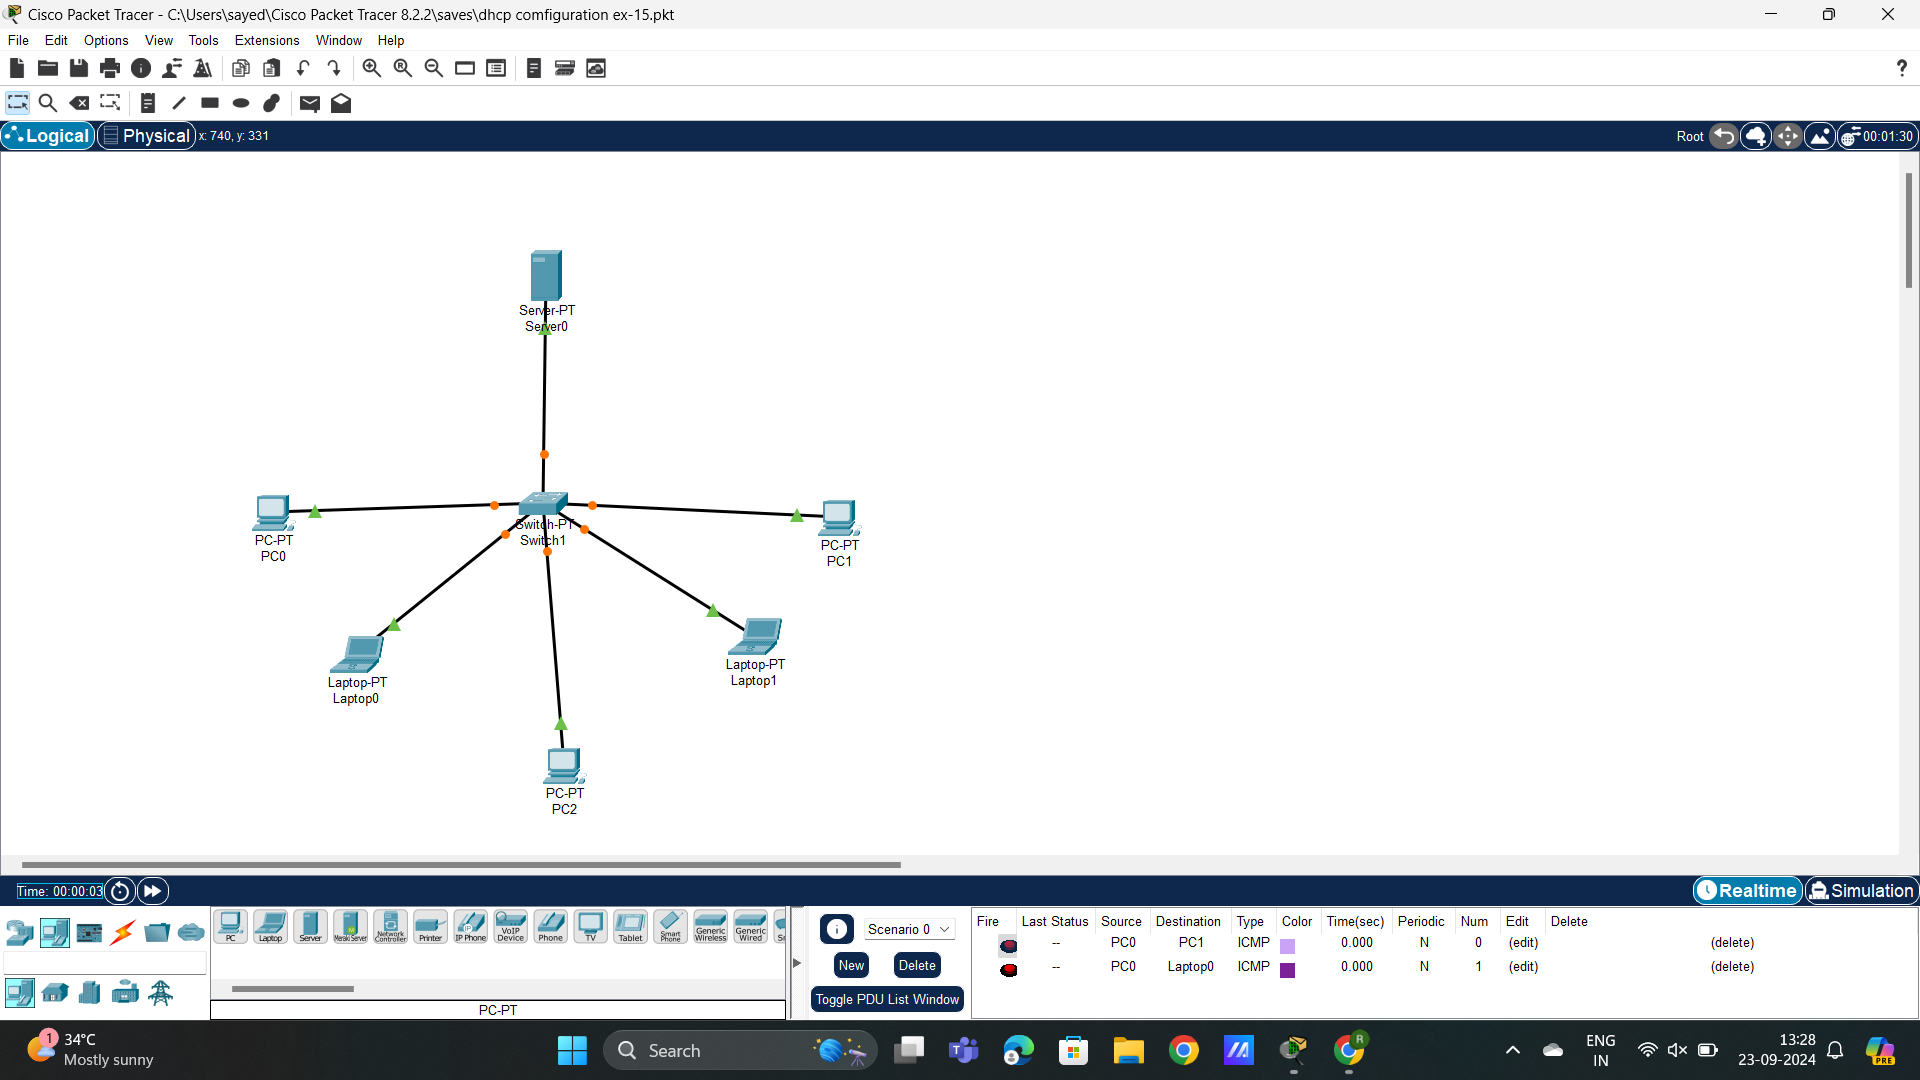 Cisco Packet Tracer - C:\Users\sayed\Cisco Packet Tracer 8.2.2\saves\dhcp comfiguration ex-15.pkt
File Edit Options View Tools Extensions Window Help
?
Logical Physical x: 740, y: 331 Root 00:01:30
Server-PT
Server0
Switch-PT
Switch1
PC-PT
PC0
PC-PT
PC1
Laptop-PT
Laptop0
Laptop-PT
Laptop1
PC-PT
PC2
Time: 00:00:03 Realtime Simulation
PC Laptop Server Meraki Server Network Controller Printer IP Phone VoIP Device Phone TV Tablet Smart Phone Generic Wireless Generic Wired
PC-PT
Scenario 0
New Delete
Toggle PDU List Window
Fire Last Status Source Destination Type Color Time(sec) Periodic Num Edit Delete
-- PC0 PC1 ICMP 0.000 N 0 (edit) (delete)
-- PC0 Laptop0 ICMP 0.000 N 1 (edit) (delete)
1 34°C
Mostly sunny
Search
R
ENG
IN
13:28
23-09-2024
PRE